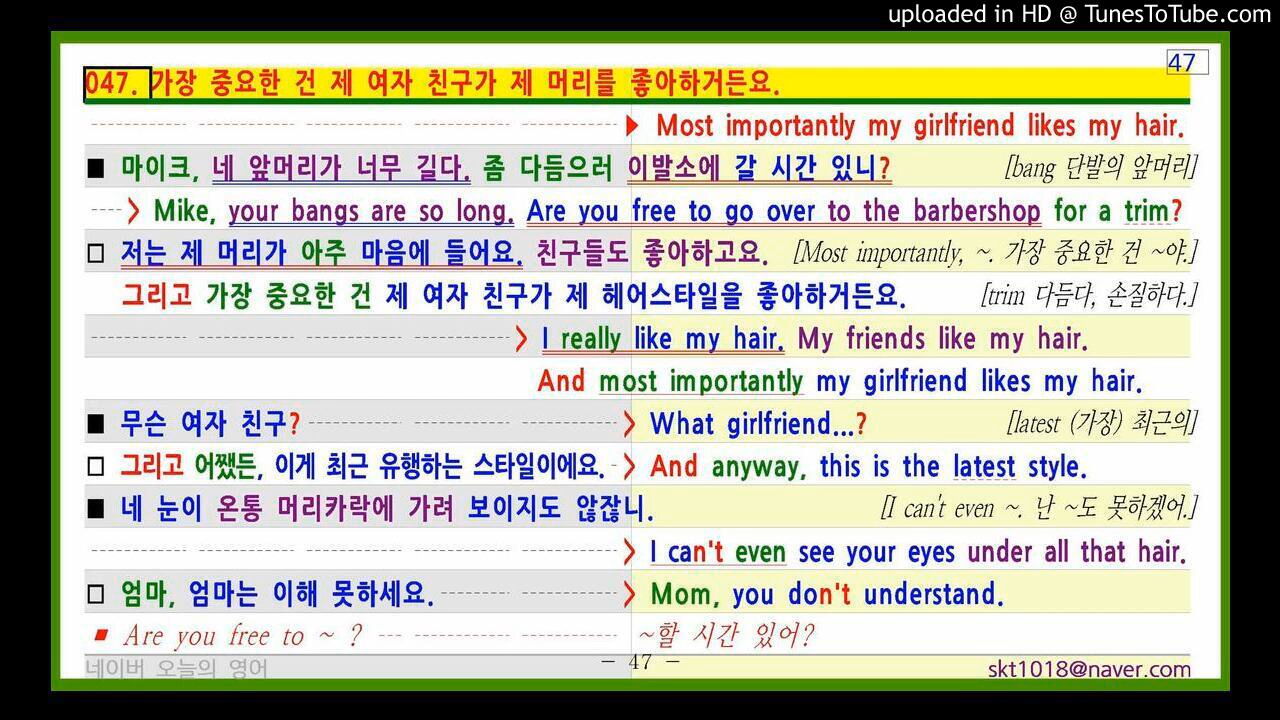 uploaded in HD @ TunesToTube.com
47
047. 가장 중요한 건 제 여자 친구가 제 머리를 좋아하거든요.
Most importantly my girlfriend likes my hair.
■ 마이크, 네 앞머리가 너무 길다. 좀 다듬으러 이발소에 갈 시간 있니? [bang 단발의 앞머리]
Mike, your bangs are so long. Are you free to go over to the barbershop for a trim?
□ 저는 제 머리가 아주 마음에 들어요. 친구들도 좋아하고요. [Most importantly, ~. 가장 중요한 건 ~야.]
그리고 가장 중요한 건 제 여자 친구가 제 헤어스타일을 좋아하거든요. [trim 다듬다, 손질하다.]
I really like my hair. My friends like my hair.
And most importantly my girlfriend likes my hair.
■ 무슨 여자 친구? What girlfriend...? [latest (가장) 최근의]
□ 그리고 어쨌든, 이게 최근 유행하는 스타일이에요. And anyway, this is the latest style.
■ 네 눈이 온통 머리카락에 가려 보이지도 않잖니. [I can't even ~. 난 ~도 못하겠어.]
I can't even see your eyes under all that hair.
□ 엄마, 엄마는 이해 못하세요. Mom, you don't understand.
■ Are you free to ~ ? ~할 시간 있어?
네이버 오늘의 영어 – 47 – skt1018@naver.com